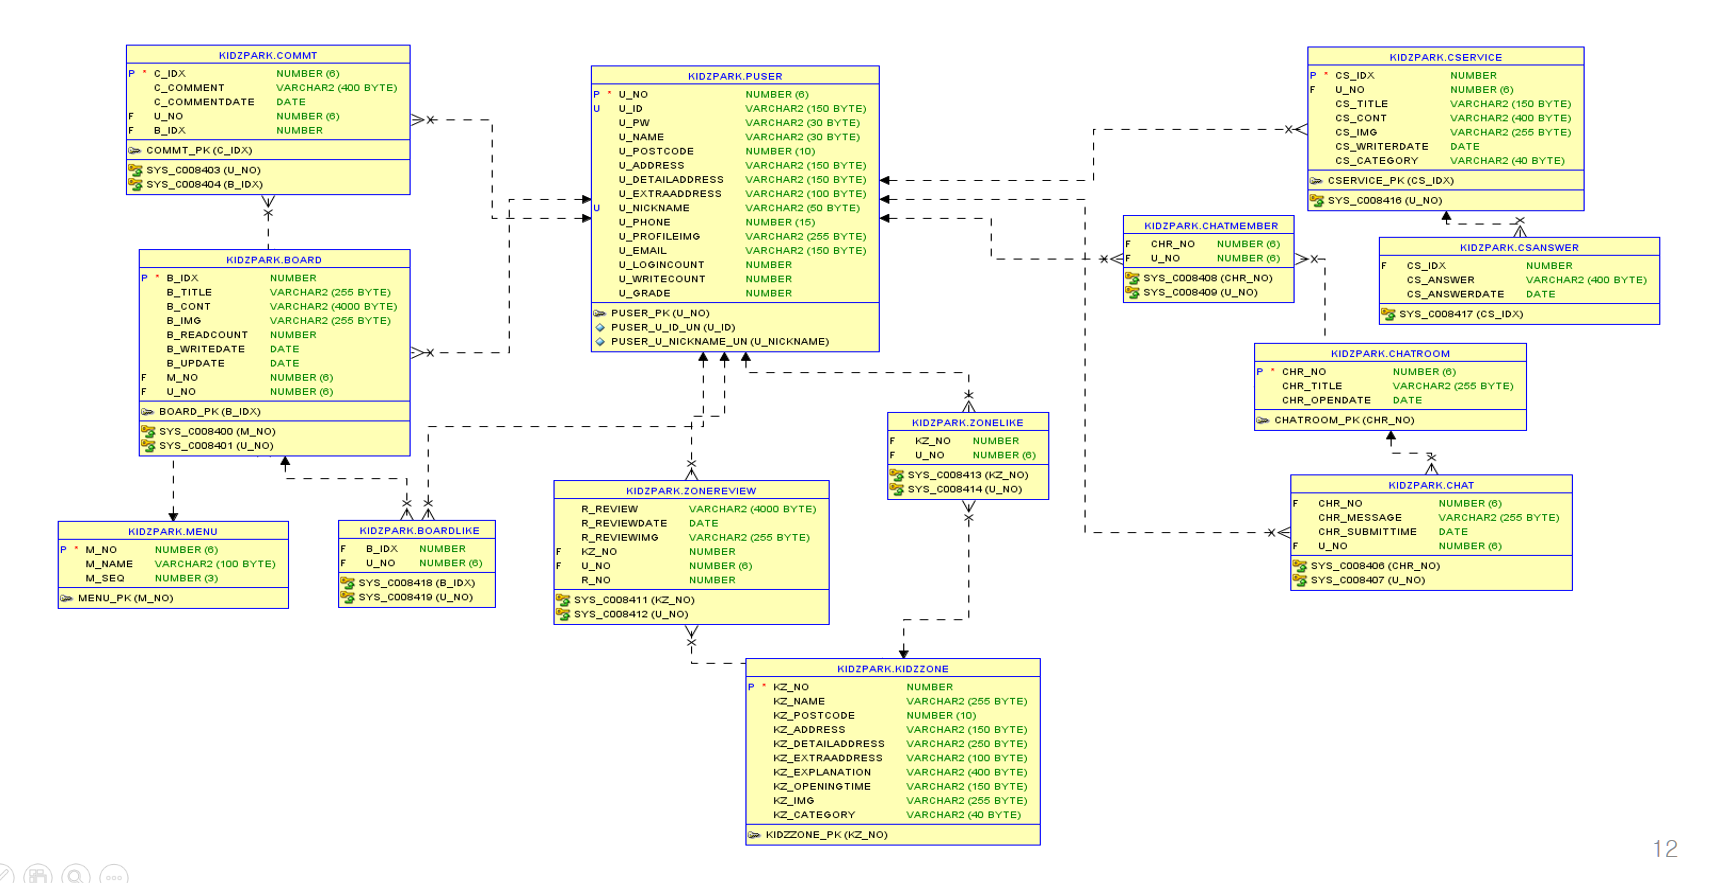 KIDZPARK.COMMT
P * C_IDX NUMBER (6)
C_COMMENT VARCHAR2 (400 BYTE)
C_COMMENTDATE DATE
F U_NO NUMBER (6)
F B_IDX NUMBER
COMMT_PK (C_IDX)
SYS_C008403 (U_NO)
SYS_C008404 (B_IDX)
KIDZPARK.BOARD
P * B_IDX NUMBER
B_TITLE VARCHAR2 (255 BYTE)
B_CONT VARCHAR2 (4000 BYTE)
B_IMG VARCHAR2 (255 BYTE)
B_READCOUNT NUMBER
B_WRITEDATE DATE
B_UPDATE DATE
F M_NO NUMBER (6)
F U_NO NUMBER (6)
BOARD_PK (B_IDX)
SYS_C008400 (M_NO)
SYS_C008401 (U_NO)
KIDZPARK.MENU
P * M_NO NUMBER (6)
M_NAME VARCHAR2 (100 BYTE)
M_SEQ NUMBER (3)
MENU_PK (M_NO)
KIDZPARK.BOARDLIKE
F B_IDX NUMBER
F U_NO NUMBER (6)
SYS_C008418 (B_IDX)
SYS_C008419 (U_NO)
KIDZPARK.PUSER
P * U_NO NUMBER (6)
U U_ID VARCHAR2 (150 BYTE)
U_PW VARCHAR2 (30 BYTE)
U_NAME VARCHAR2 (30 BYTE)
U_POSTCODE NUMBER (10)
U_ADDRESS VARCHAR2 (150 BYTE)
U_DETAILADDRESS VARCHAR2 (150 BYTE)
U_EXTRAADDRESS VARCHAR2 (100 BYTE)
U U_NICKNAME VARCHAR2 (50 BYTE)
U_PHONE NUMBER (15)
U_PROFILEIMG VARCHAR2 (255 BYTE)
U_EMAIL VARCHAR2 (150 BYTE)
U_LOGINCOUNT NUMBER
U_WRITECOUNT NUMBER
U_GRADE NUMBER
PUSER_PK (U_NO)
PUSER_U_ID_UN (U_ID)
PUSER_U_NICKNAME_UN (U_NICKNAME)
KIDZPARK.ZONEREVIEW
R_REVIEW VARCHAR2 (4000 BYTE)
R_REVIEWDATE DATE
R_REVIEWIMG VARCHAR2 (255 BYTE)
F KZ_NO NUMBER
F U_NO NUMBER (6)
R_NO NUMBER
SYS_C008411 (KZ_NO)
SYS_C008412 (U_NO)
KIDZPARK.ZONELIKE
F KZ_NO NUMBER
F U_NO NUMBER (6)
SYS_C008413 (KZ_NO)
SYS_C008414 (U_NO)
KIDZPARK.KIDZZONE
P * KZ_NO NUMBER
KZ_NAME VARCHAR2 (255 BYTE)
KZ_POSTCODE NUMBER (10)
KZ_ADDRESS VARCHAR2 (150 BYTE)
KZ_DETAILADDRESS VARCHAR2 (250 BYTE)
KZ_EXTRAADDRESS VARCHAR2 (100 BYTE)
KZ_EXPLANATION VARCHAR2 (400 BYTE)
KZ_OPENINGTIME VARCHAR2 (150 BYTE)
KZ_IMG VARCHAR2 (255 BYTE)
KZ_CATEGORY VARCHAR2 (40 BYTE)
KIDZZONE_PK (KZ_NO)
KIDZPARK.CSERVICE
P * CS_IDX NUMBER
F U_NO NUMBER (6)
CS_TITLE VARCHAR2 (150 BYTE)
CS_CONT VARCHAR2 (400 BYTE)
CS_IMG VARCHAR2 (255 BYTE)
CS_WRITERDATE DATE
CS_CATEGORY VARCHAR2 (40 BYTE)
CSERVICE_PK (CS_IDX)
SYS_C008416 (U_NO)
KIDZPARK.CSANSWER
F CS_IDX NUMBER
CS_ANSWER VARCHAR2 (400 BYTE)
CS_ANSWERDATE DATE
SYS_C008417 (CS_IDX)
KIDZPARK.CHATMEMBER
F CHR_NO NUMBER (6)
F U_NO NUMBER (6)
SYS_C008408 (CHR_NO)
SYS_C008409 (U_NO)
KIDZPARK.CHATROOM
P * CHR_NO NUMBER (6)
CHR_TITLE VARCHAR2 (255 BYTE)
CHR_OPENDATE DATE
CHATROOM_PK (CHR_NO)
KIDZPARK.CHAT
F CHR_NO NUMBER (6)
CHR_MESSAGE VARCHAR2 (255 BYTE)
CHR_SUBMITTIME DATE
F U_NO NUMBER (6)
SYS_C008406 (CHR_NO)
SYS_C008407 (U_NO)
12